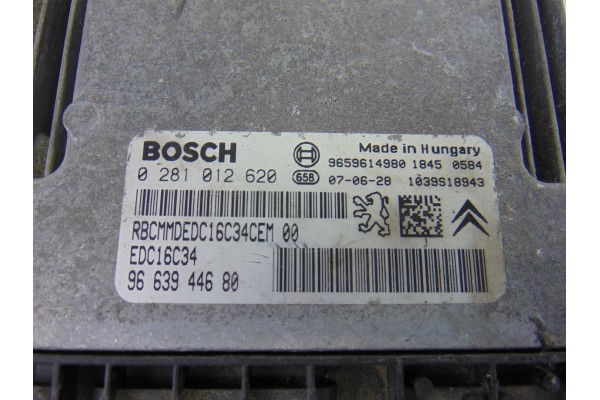 BOSCH
Made in Hungary
9659614980 1845 0584
0 281 012 620 658 07-06-28 1039S18943
RBCMMDEDC16C34CEM 00
EDC16C34
96 639 446 80